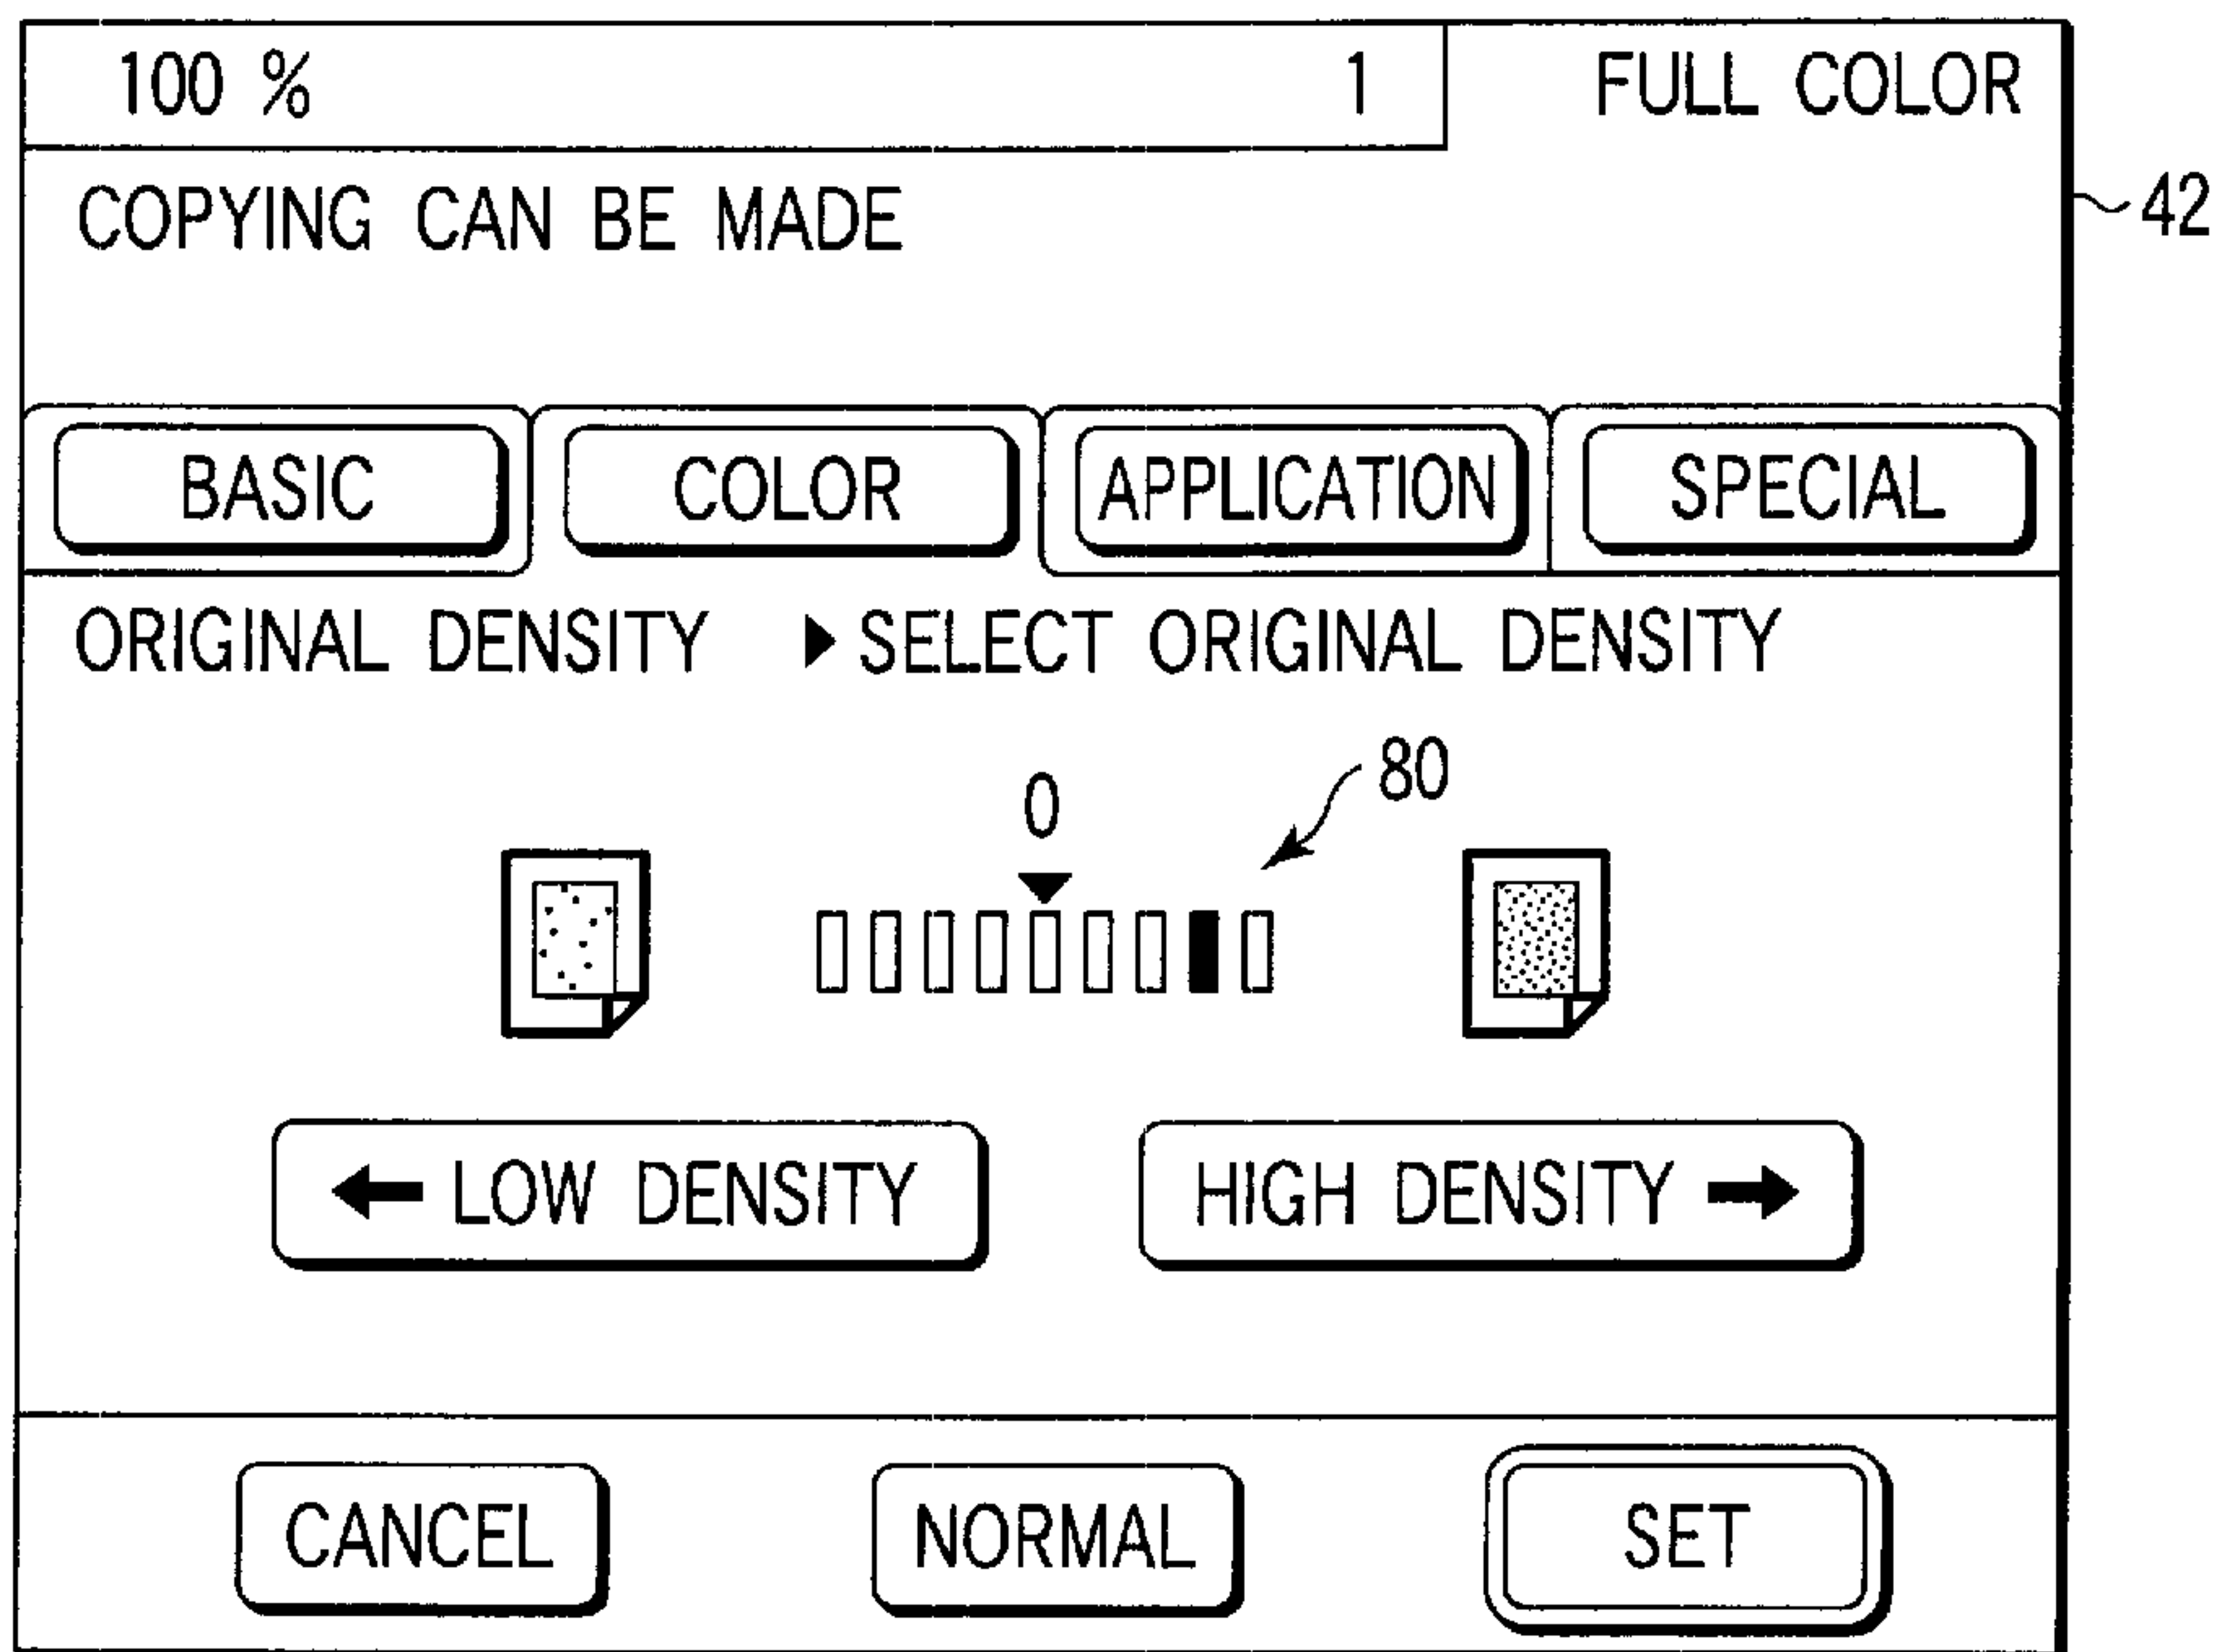 100 % 1 FULL COLOR
COPYING CAN BE MADE
42
BASIC COLOR APPLICATION SPECIAL
ORIGINAL DENSITY ▶ SELECT ORIGINAL DENSITY
80
0
← LOW DENSITY HIGH DENSITY →
CANCEL NORMAL SET